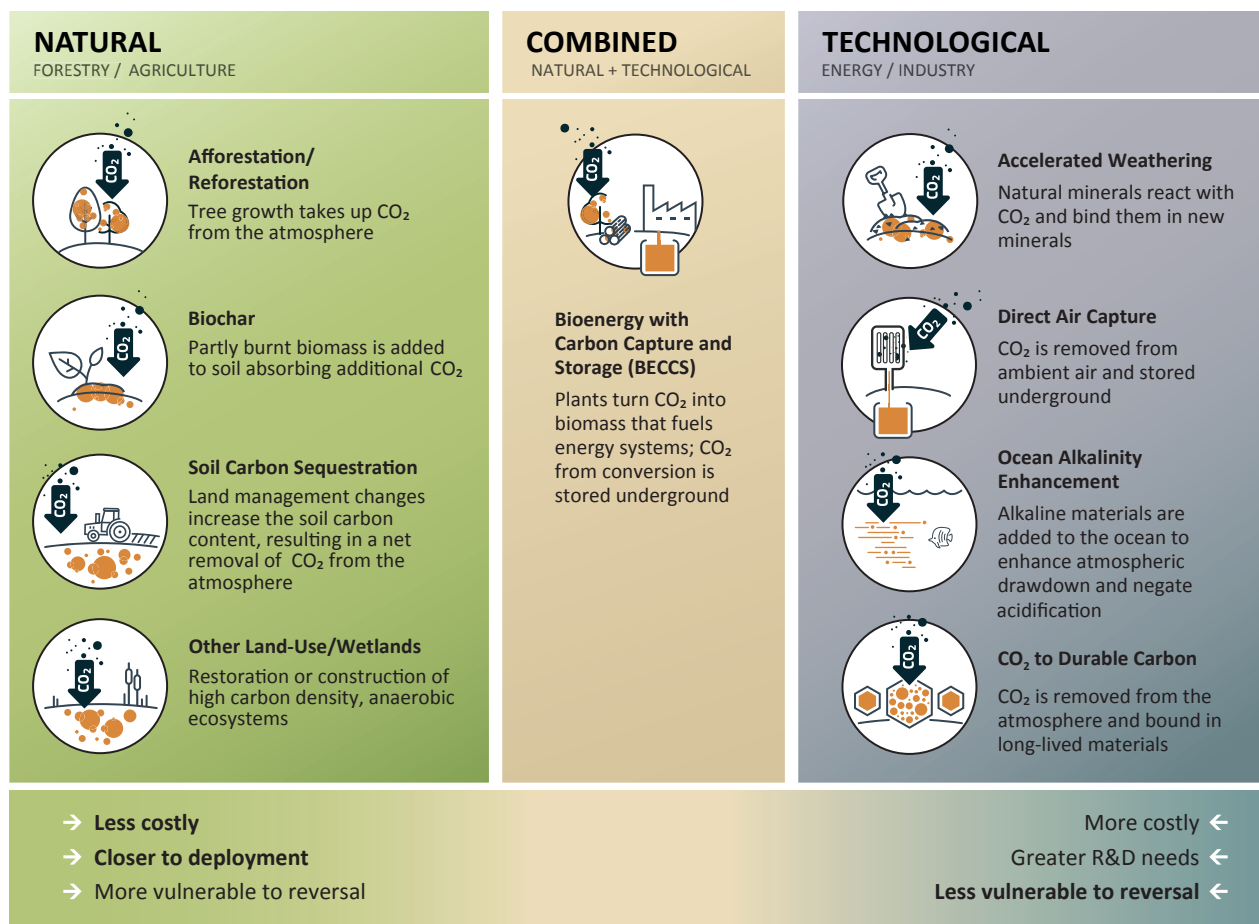 NATURAL
FORESTRY / AGRICULTURE
CO₂
Afforestation/
Reforestation
Tree growth takes up CO₂
from the atmosphere
CO₂
Biochar
Partly burnt biomass is added
to soil absorbing additional CO₂
CO₂
Soil Carbon Sequestration
Land management changes
increase the soil carbon
content, resulting in a net
removal of CO₂ from the
atmosphere
CO₂
Other Land-Use/Wetlands
Restoration or construction of
high carbon density, anaerobic
ecosystems
COMBINED
NATURAL + TECHNOLOGICAL
CO₂
Bioenergy with
Carbon Capture and
Storage (BECCS)
Plants turn CO₂ into
biomass that fuels
energy systems; CO₂
from conversion is
stored underground
TECHNOLOGICAL
ENERGY / INDUSTRY
CO₂
Accelerated Weathering
Natural minerals react with
CO₂ and bind them in new
minerals
CO₂
Direct Air Capture
CO₂ is removed from
ambient air and stored
underground
CO₂
Ocean Alkalinity
Enhancement
Alkaline materials are
added to the ocean to
enhance atmospheric
drawdown and negate
acidification
CO₂
CO₂ to Durable Carbon
CO₂ is removed from the
atmosphere and bound in
long-lived materials
→ Less costly
→ Closer to deployment
→ More vulnerable to reversal
More costly ←
Greater R&D needs ←
Less vulnerable to reversal ←